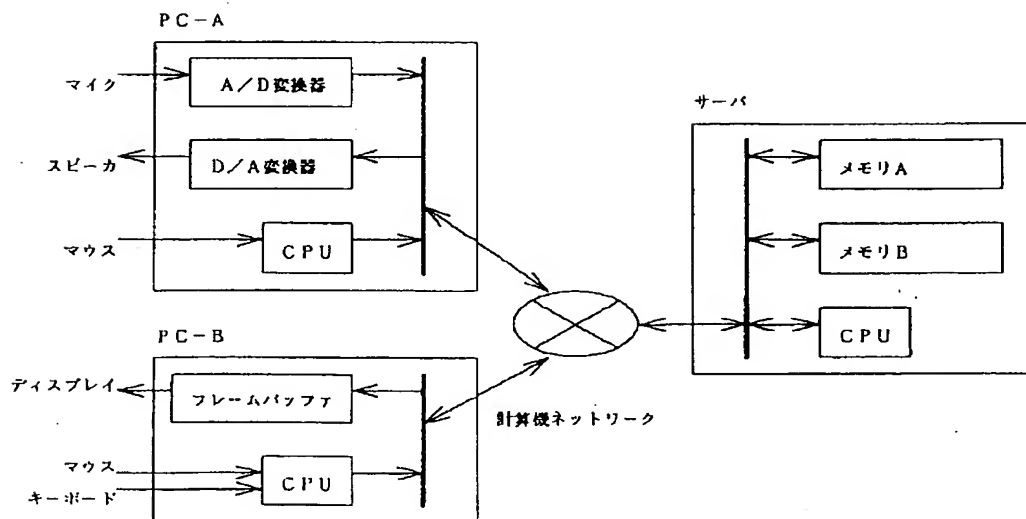 PC-A
マイク
A/D変換器
スピーカ
D/A変換器
マウス
CPU
PC-B
ディスプレイ
フレームバッファ
マウス
キーボード
CPU
計算機ネットワーク
サーバ
メモリA
メモリB
CPU